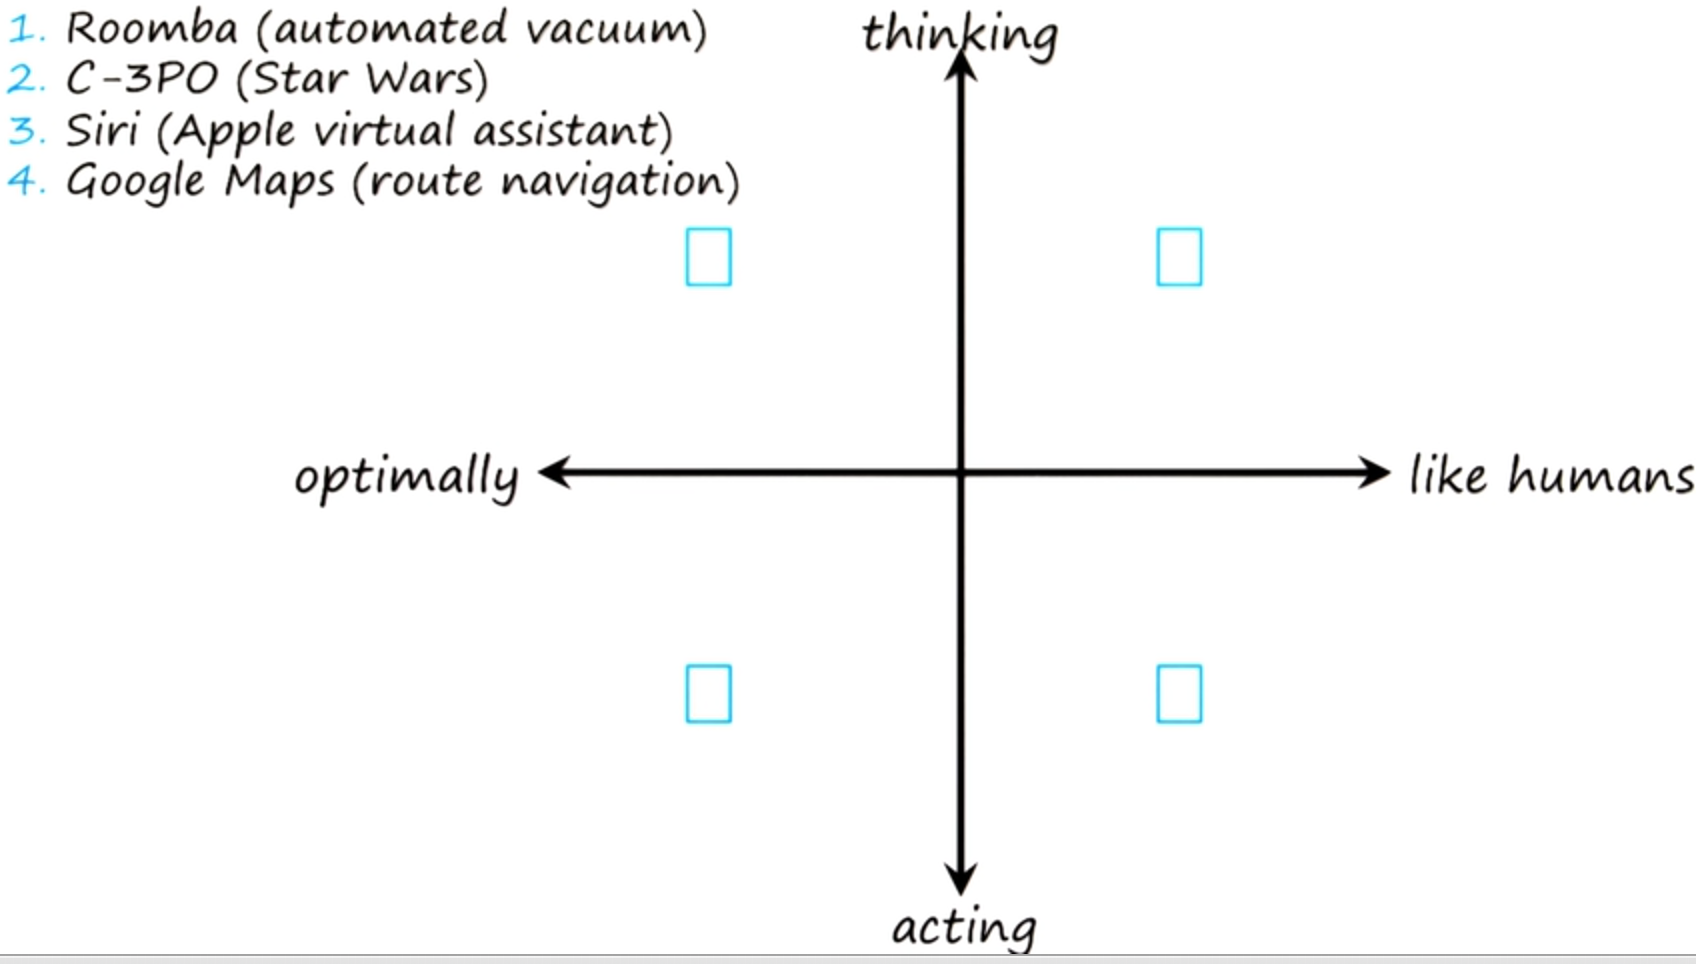 1. Roomba (automated vacuum)
2. C-3PO (Star Wars)
3. Siri (Apple virtual assistant)
4. Google Maps (route navigation)
thinking
optimally
like humans
acting